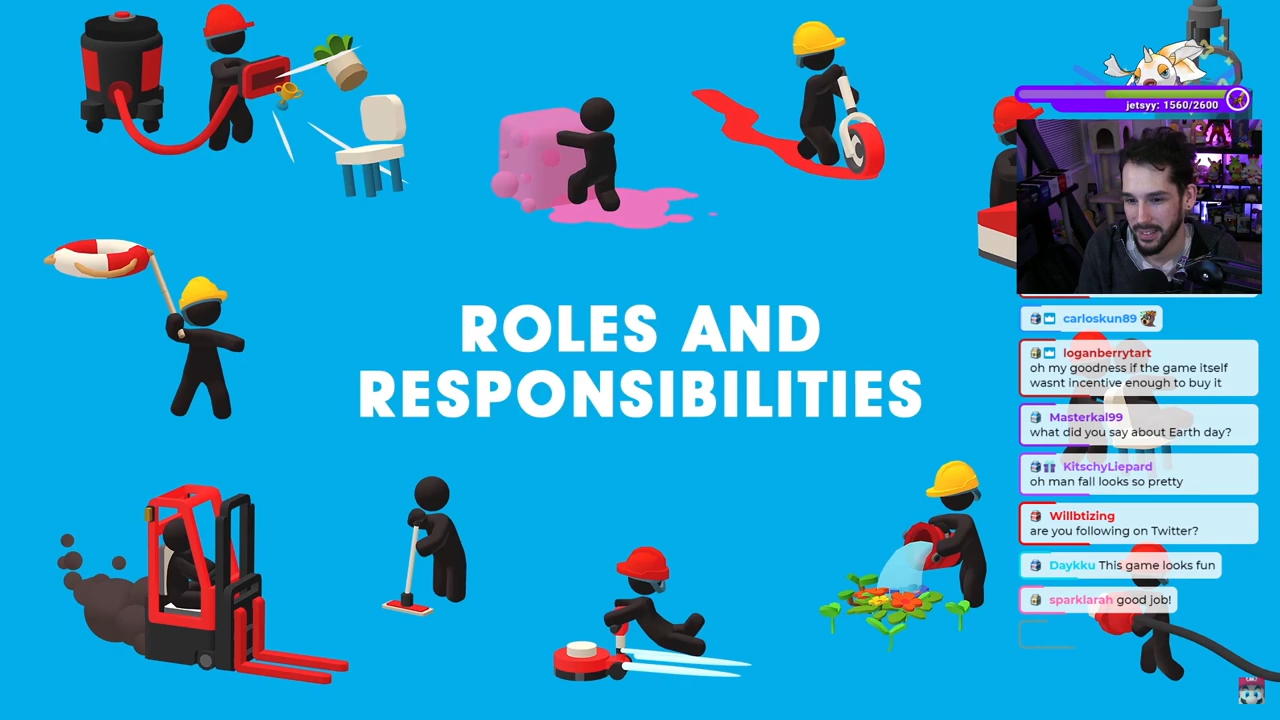 jetsyy: 1560/2600
ROLES AND
RESPONSIBILITIES
carloskun89
loganberrytart
oh my goodness if the game itself
wasnt incentive enough to buy it
Masterkal99
what did you say about Earth day?
KitschyLiepard
oh man fall looks so pretty
Willbtizing
are you following on Twitter?
Daykku This game looks fun
sparklarah good job!